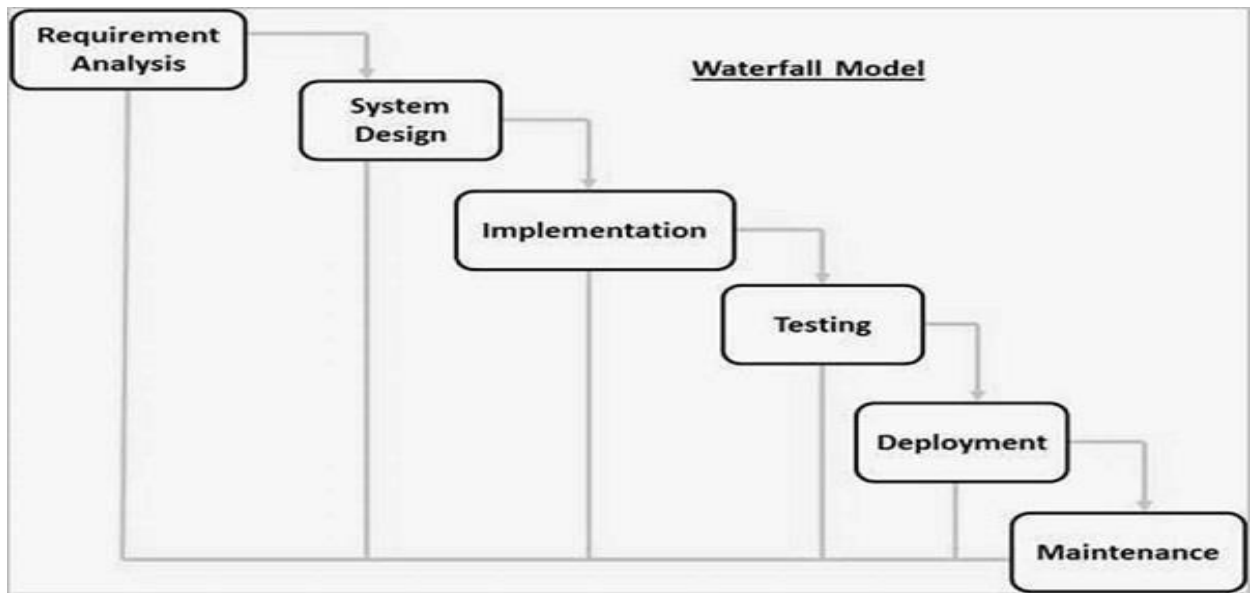 Requirement
Analysis
Waterfall Model
System
Design
Implementation
Testing
Deployment
Maintenance